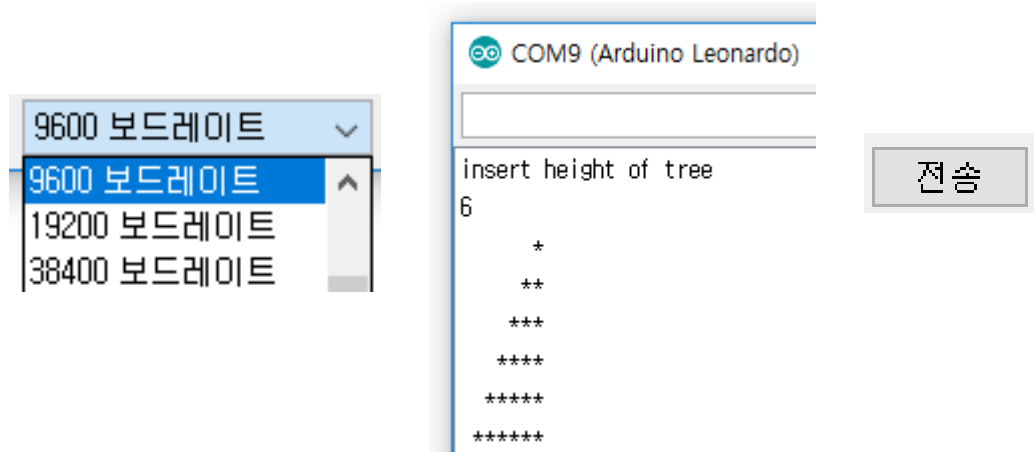 9600 보드레이트
9600 보드레이트
19200 보드레이트
38400 보드레이트
COM9 (Arduino Leonardo)
insert height of tree
6
*
**
***
****
*****
******
전송